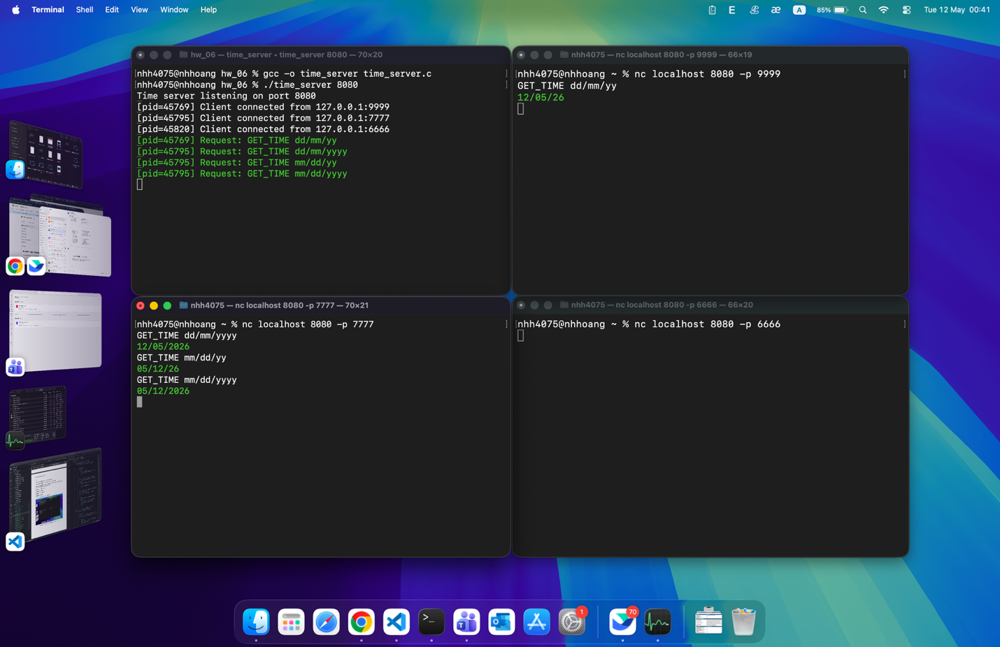 Terminal Shell Edit View Window Help
E æ A 85% Tue 12 May 00:41
hw_06 — time_server ◂ time_server 8080 — 70×20
[nhh4075@nhhoang hw_06 % gcc -o time_server time_server.c ]
[nhh4075@nhhoang hw_06 % ./time_server 8080 ]
Time server listening on port 8080
[pid=45769] Client connected from 127.0.0.1:9999
[pid=45795] Client connected from 127.0.0.1:7777
[pid=45820] Client connected from 127.0.0.1:6666
[pid=45769] Request: GET_TIME dd/mm/yy
[pid=45795] Request: GET_TIME dd/mm/yyyy
[pid=45795] Request: GET_TIME mm/dd/yy
[pid=45795] Request: GET_TIME mm/dd/yyyy
nhh4075 — nc localhost 8080 -p 9999 — 66×19
[nhh4075@nhhoang ~ % nc localhost 8080 -p 9999 ]
GET_TIME dd/mm/yy
12/05/26
nhh4075 — nc localhost 8080 -p 7777 — 70×21
[nhh4075@nhhoang ~ % nc localhost 8080 -p 7777 ]
GET_TIME dd/mm/yyyy
12/05/2026
GET_TIME mm/dd/yy
05/12/26
GET_TIME mm/dd/yyyy
05/12/2026
nhh4075 — nc localhost 8080 -p 6666 — 66×20
[nhh4075@nhhoang ~ % nc localhost 8080 -p 6666 ]
1
70